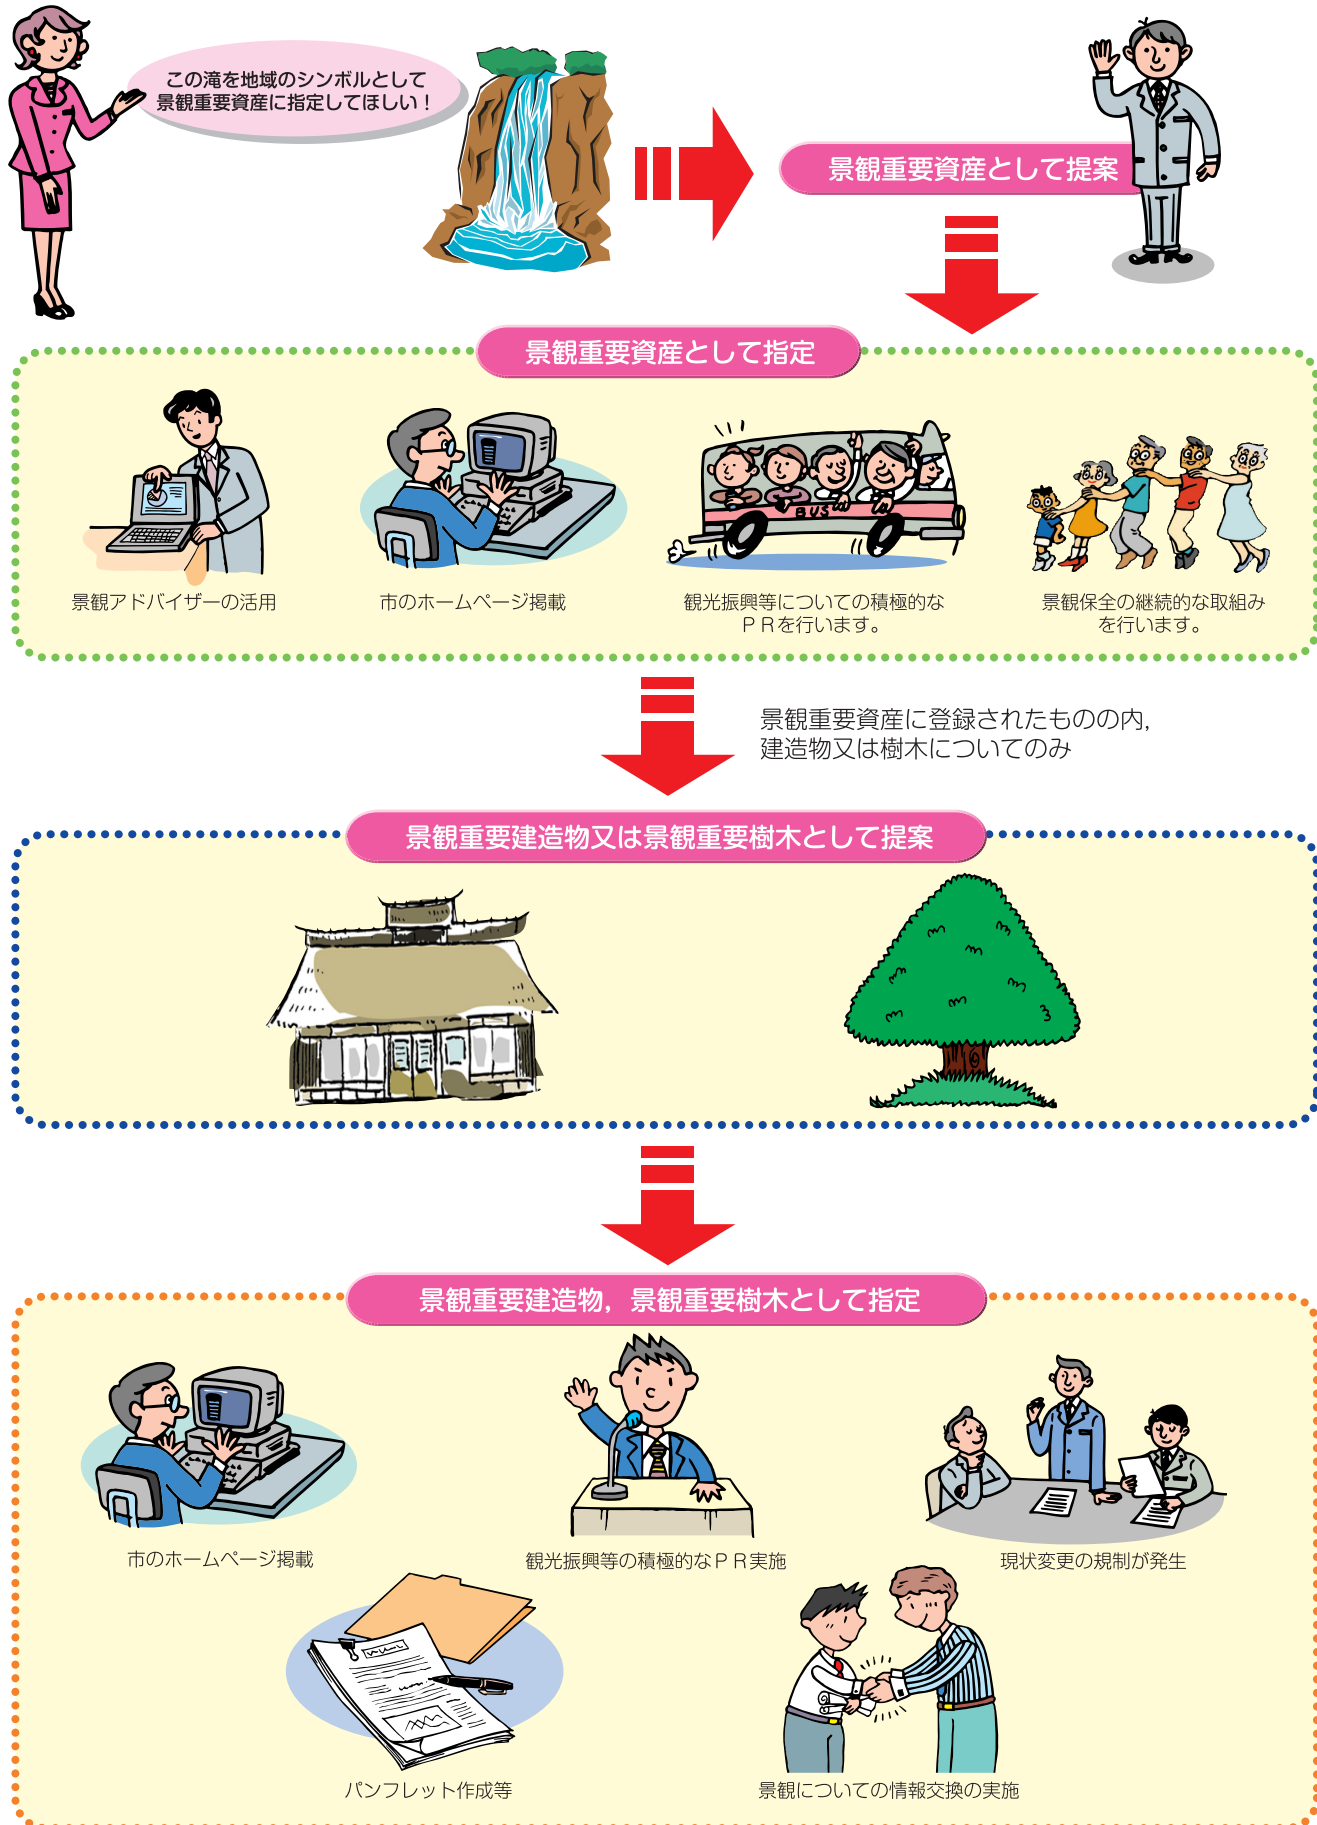 この滝を地域のシンボルとして
景観重要資産に指定してほしい！
景観重要資産として提案
景観重要資産として指定
景観アドバイザーの活用
市のホームページ掲載
BUS
観光振興等についての積極的な
ＰＲを行います。
景観保全の継続的な取組み
を行います。
景観重要資産に登録されたものの内，
建造物又は樹木についてのみ
景観重要建造物又は景観重要樹木として提案
景観重要建造物，景観重要樹木として指定
市のホームページ掲載
観光振興等の積極的なＰＲ実施
現状変更の規制が発生
パンフレット作成等
景観についての情報交換の実施